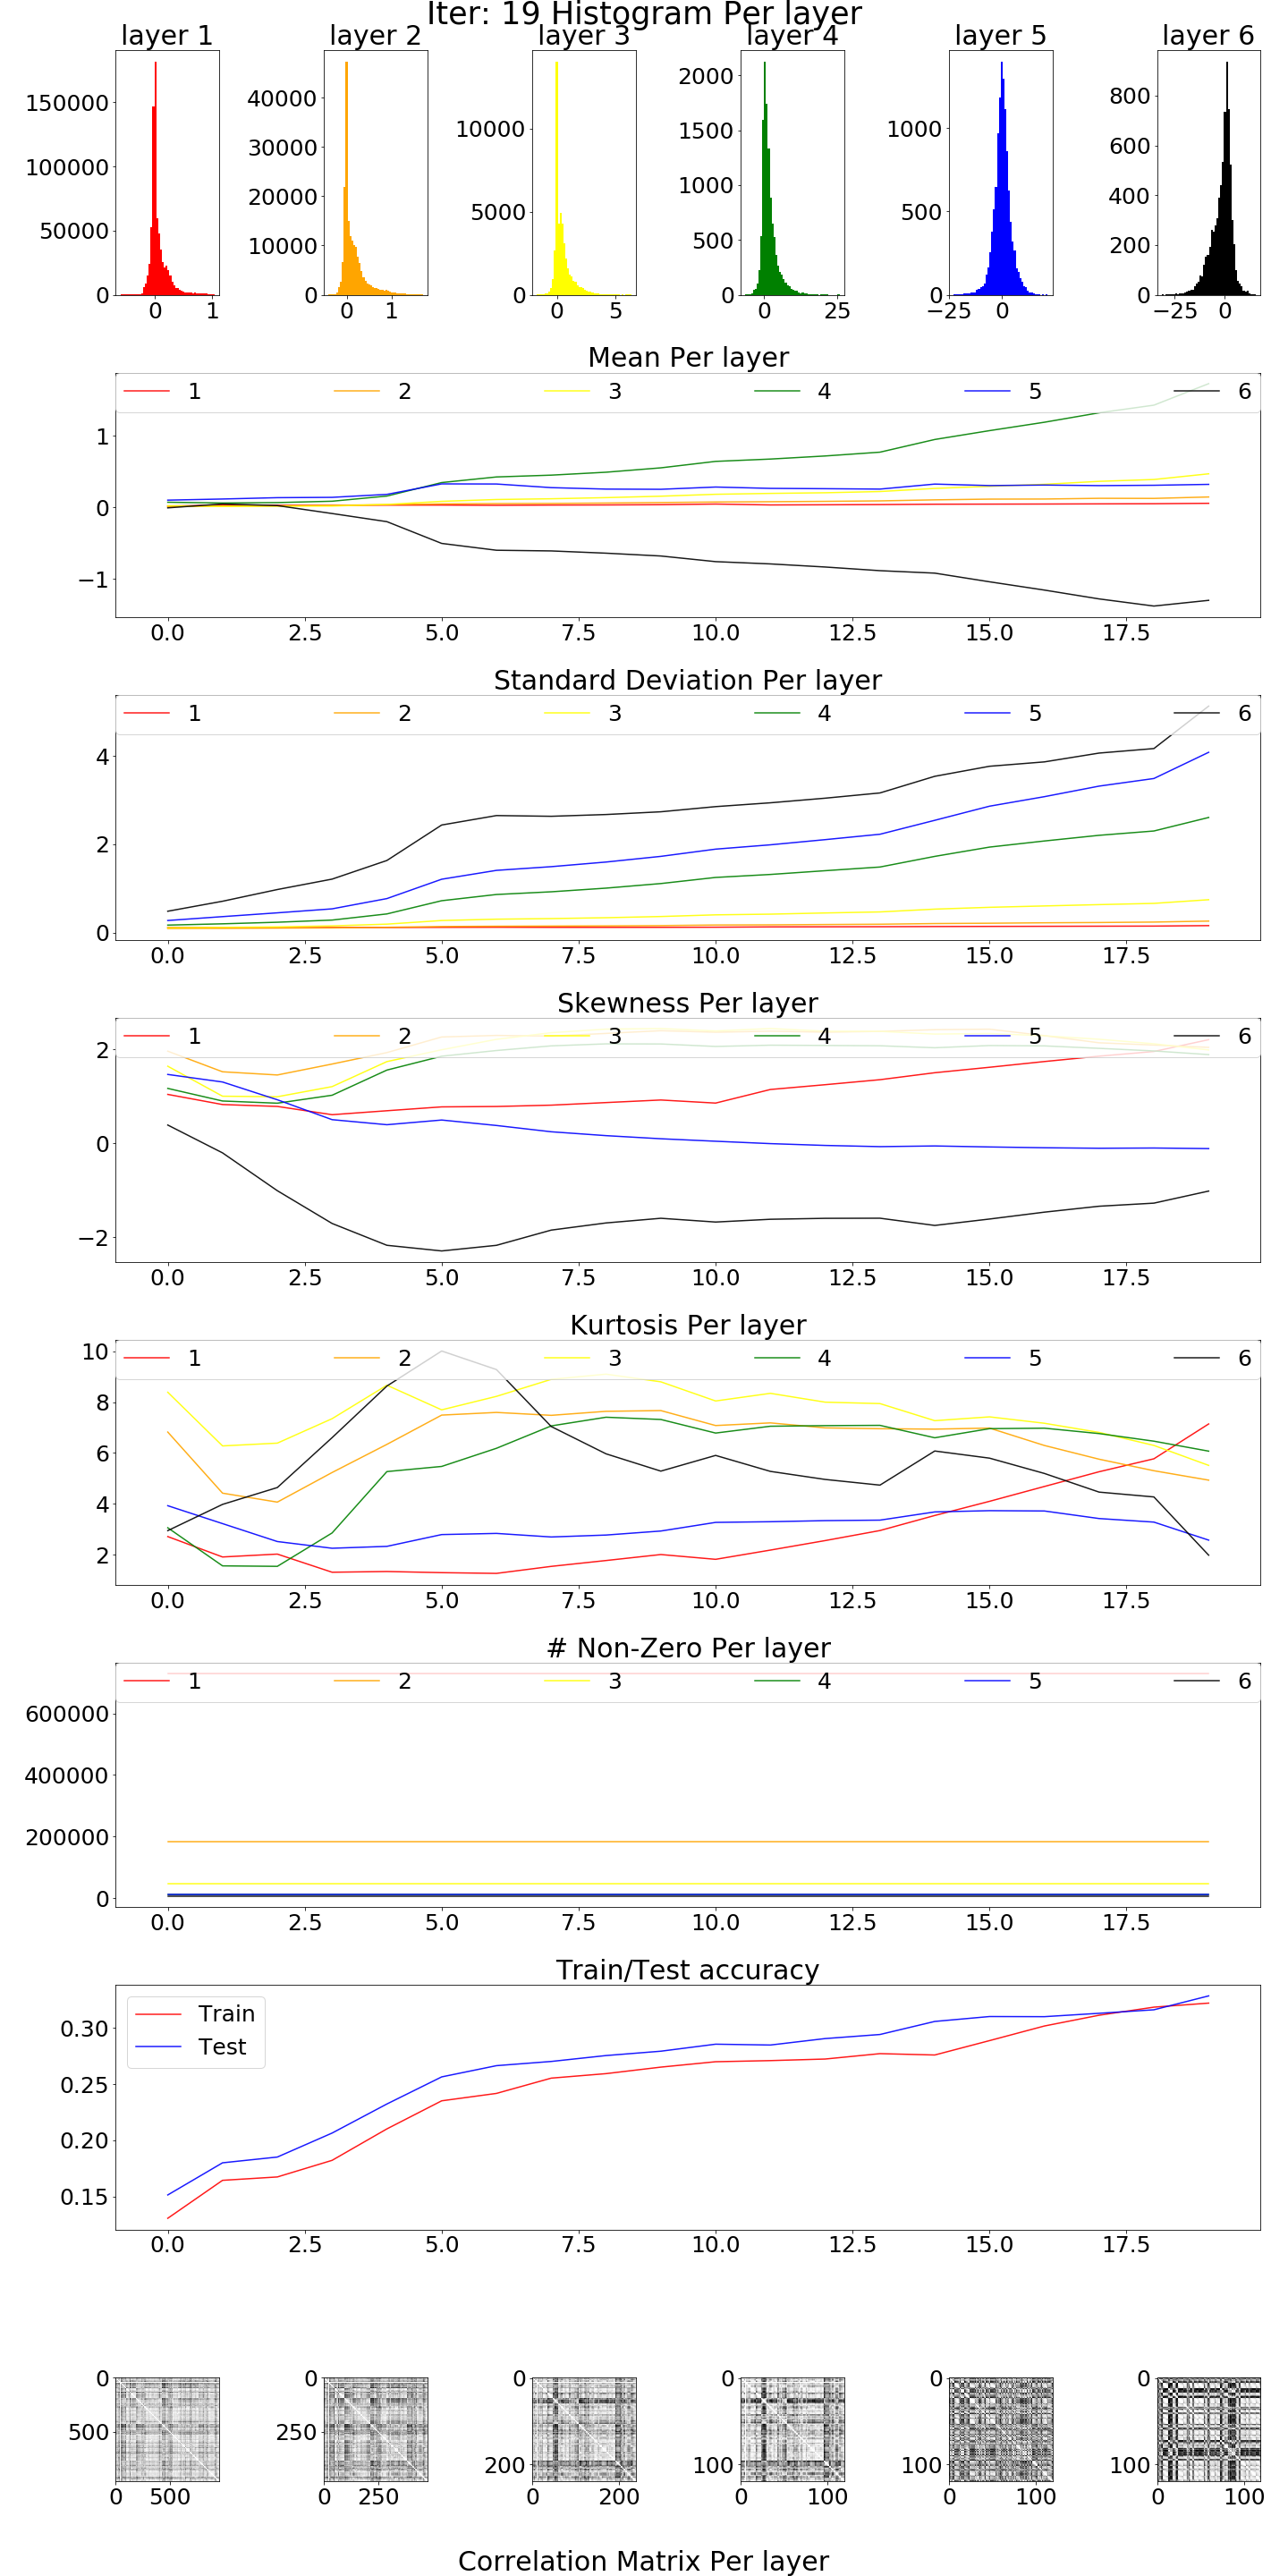 Iter: 19 Histogram Per layer
layer 1 layer 2 layer 3 layer 4 layer 5 layer 6
150000 100000 50000 0
0 1
40000 30000 20000 10000 0
0 1
10000 5000 0
0 5
2000 1500 1000 500 0
0 25
1000 500 0
−25 0
800 600 400 200 0
−25 0
Mean Per layer
1 2 3 4 5 6
1
0
−1
0.0 2.5 5.0 7.5 10.0 12.5 15.0 17.5
Standard Deviation Per layer
1 2 3 4 5 6
4
2
0
0.0 2.5 5.0 7.5 10.0 12.5 15.0 17.5
Skewness Per layer
1 2 3 4 5 6
2
0
−2
0.0 2.5 5.0 7.5 10.0 12.5 15.0 17.5
Kurtosis Per layer
1 2 3 4 5 6
10
8
6
4
2
0.0 2.5 5.0 7.5 10.0 12.5 15.0 17.5
# Non-Zero Per layer
1 2 3 4 5 6
600000
400000
200000
0
0.0 2.5 5.0 7.5 10.0 12.5 15.0 17.5
Train/Test accuracy
Train
Test
0.30
0.25
0.20
0.15
0.0 2.5 5.0 7.5 10.0 12.5 15.0 17.5
0 500
0 500
0 250
0 250
0 200
0 200
0 100
0 100
0 100
0 100
0 100
0 100
Correlation Matrix Per layer